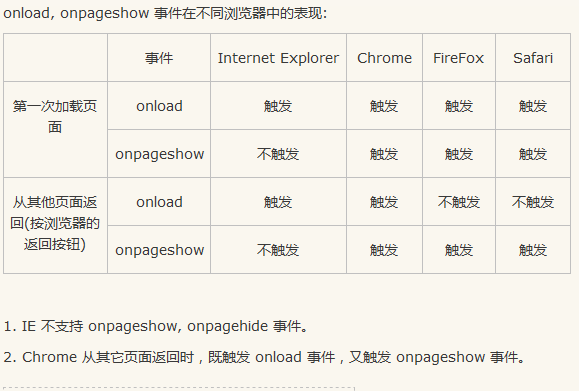 onload, onpageshow 事件在不同浏览器中的表现:
事件 Internet Explorer Chrome FireFox Safari
第一次加载页面 onload 触发 触发 触发 触发
onpageshow 不触发 触发 触发 触发
从其他页面返回(按浏览器的返回按钮) onload 触发 触发 不触发 不触发
onpageshow 不触发 触发 触发 触发
1. IE 不支持 onpageshow, onpagehide 事件。
2. Chrome 从其它页面返回时，既触发 onload 事件，又触发 onpageshow 事件。